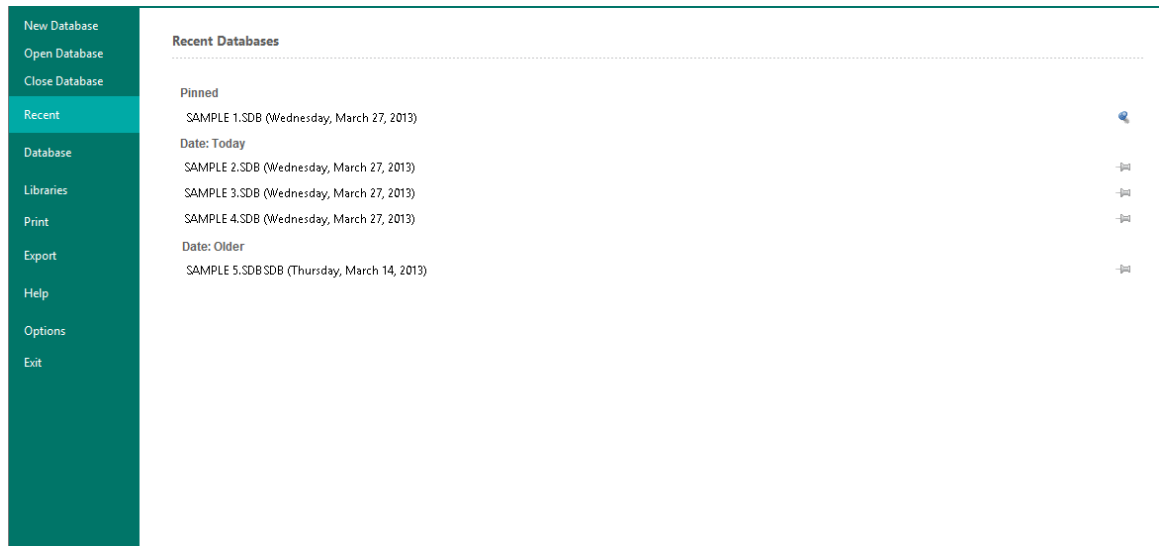 New Database
Open Database
Close Database
Recent
Database
Libraries
Print
Export
Help
Options
Exit
Recent Databases
Pinned
SAMPLE 1.SDB (Wednesday, March 27, 2013)
Date: Today
SAMPLE 2.SDB (Wednesday, March 27, 2013)
SAMPLE 3.SDB (Wednesday, March 27, 2013)
SAMPLE 4.SDB (Wednesday, March 27, 2013)
Date: Older
SAMPLE 5.SDBSDB (Thursday, March 14, 2013)